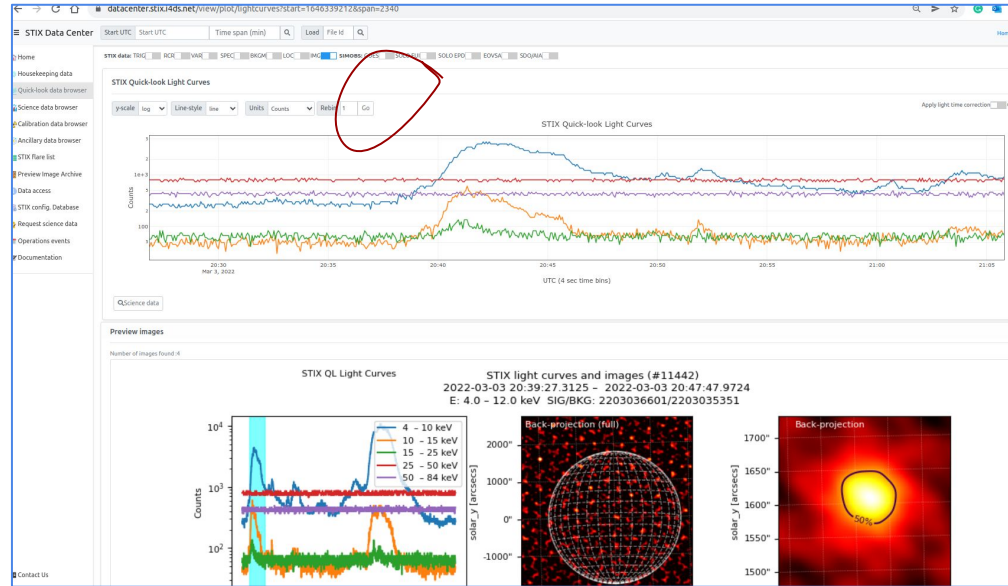 datacenter.stix.i4ds.net/view/plot/lightcurves?start=1646339212&span=2340
STIX Data Center
Start UTC Start UTC Time span (min) Load File Id
STIX data: TRIG RCR VAR SPEC BKGM LOC IMG SIMOBS: GOES SOLO EUI SOLO EPD EOVSA SDO/AIA
Home
Housekeeping data
Quick-look data browser
Science data browser
Calibration data browser
Ancillary data browser
STIX flare list
Preview Image Archive
Data access
STIX config. Database
Request science data
Operations events
Documentation
Contact Us
STIX Quick-look Light Curves
y-scale log Line-style line Units Counts Rebin 1 Go
Apply light time correction
STIX Quick-look Light Curves
Counts
5
2
1e+3
5
2
100
5
20:30 20:35 20:40 20:45 20:50 20:55 21:00 21:05
Mar 3, 2022
UTC (4 sec time bins)
Science data
Preview images
Number of images found :4
STIX QL Light Curves
STIX light curves and images (#11442)
2022-03-03 20:39:27.3125 – 2022-03-03 20:47:47.9724
E: 4.0 – 12.0 keV SIG/BKG: 2203036601/2203035351
Counts
10⁴
10³
10²
4 – 10 keV
10 – 15 keV
15 – 25 keV
25 – 50 keV
50 – 84 keV
Back-projection (full)
solar_y [arcsecs]
2000"
1000"
0"
-1000"
Back-projection
solar_y [arcsecs]
1700"
1650"
1600"
1550"
1500"
50%